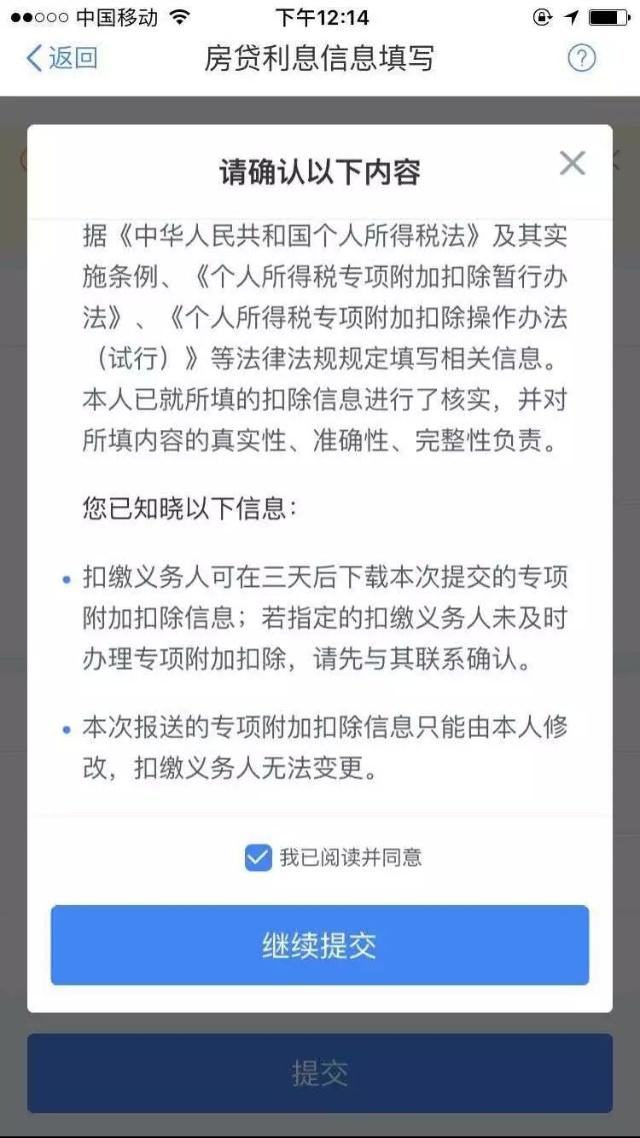 中国移动 下午12:14
返回 房贷利息信息填写 ?
请确认以下内容
据《中华人民共和国个人所得税法》及其实
施条例、《个人所得税专项附加扣除暂行办
法》、《个人所得税专项附加扣除操作办法
（试行）》等法律法规规定填写相关信息。
本人已就所填的扣除信息进行了核实，并对
所填内容的真实性、准确性、完整性负责。
您已知晓以下信息：
扣缴义务人可在三天后下载本次提交的专项
附加扣除信息；若指定的扣缴义务人未及时
办理专项附加扣除，请先与其联系确认。
本次报送的专项附加扣除信息只能由本人修
改，扣缴义务人无法变更。
我已阅读并同意
继续提交
提交